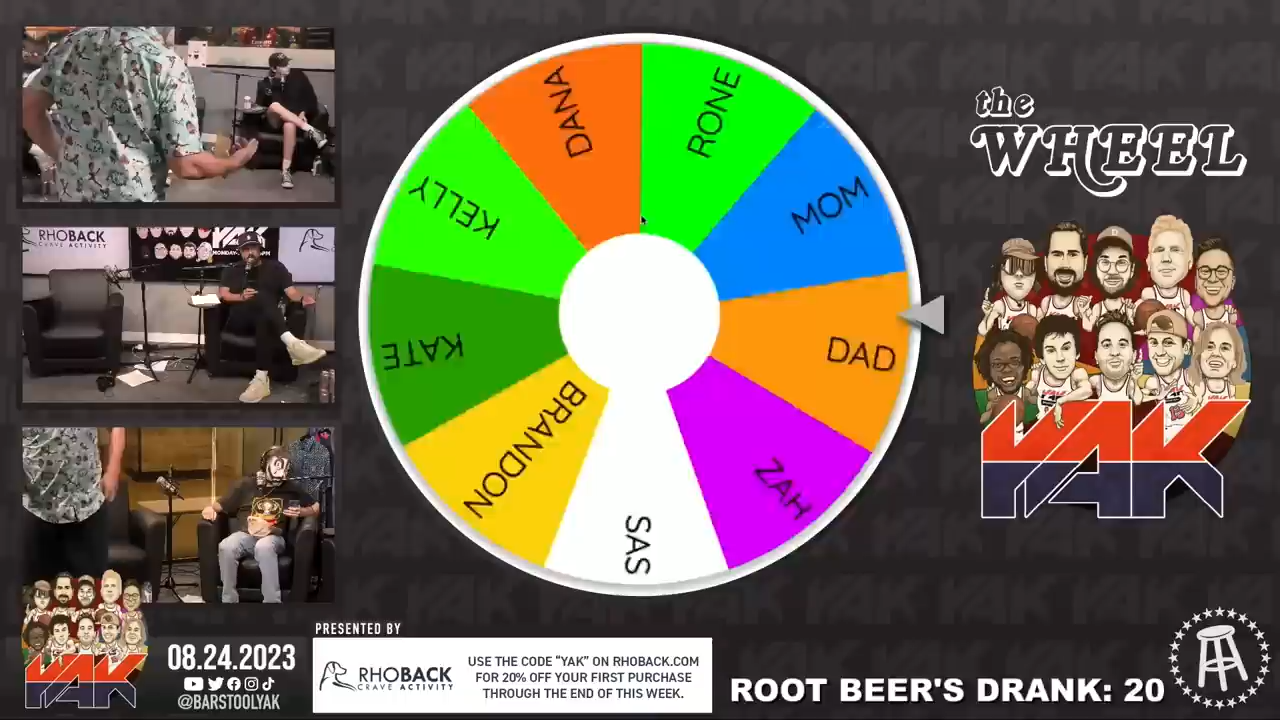 RHOBACK
CRAVE ACTIVITY
YAK
DANA
RONE
KELLY
MOM
KATE
DAD
BRANDON
SAS
ZAH
the
WHEEL
YAK
YAK
08.24.2023
@BARSTOOLYAK
PRESENTED BY
RHOBACK
CRAVE ACTIVITY
USE THE CODE “YAK” ON RHOBACK.COM
FOR 20% OFF YOUR FIRST PURCHASE
THROUGH THE END OF THIS WEEK.
ROOT BEER'S DRANK: 20